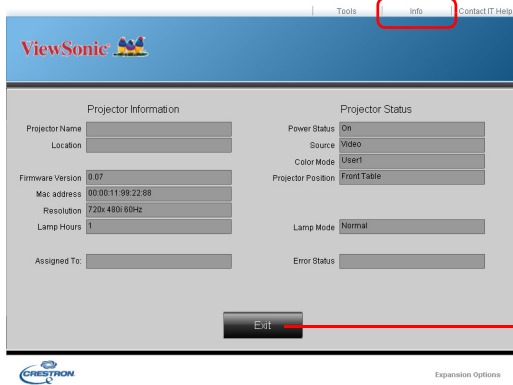 Tools Info Contact IT Help
ViewSonic
Projector Information
Projector Name
Location
Firmware Version 0.07
Mac address 00:00:11:99:22:88
Resolution 720x 480i 60Hz
Lamp Hours 1
Assigned To:
Projector Status
Power Status On
Source Video
Color Mode User1
Projector Position Front Table
Lamp Mode Normal
Error Status
Exit
CRESTRON
Expansion Options